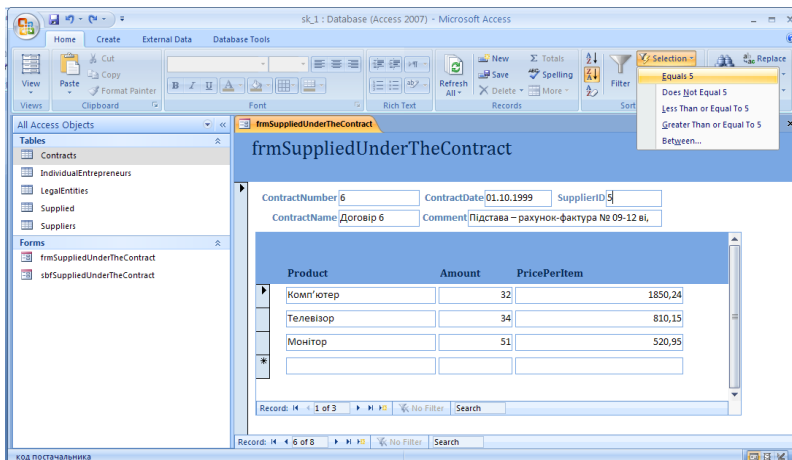 sk_1 : Database (Access 2007) - Microsoft Access
Home Create External Data Database Tools
View
Views
Paste
Cut
Copy
Format Painter
Clipboard
B I U A
Font
Rich Text
Refresh All
New
Save
Delete
Totals
Spelling
More
Records
Filter
Sort
Selection
Replace
Equals 5
Does Not Equal 5
Less Than or Equal To 5
Greater Than or Equal To 5
Between...
All Access Objects
Tables
Contracts
IndividualEntrepreneurs
LegalEntities
Supplied
Suppliers
Forms
frmSuppliedUnderTheContract
sbfSuppliedUnderTheContract
frmSuppliedUnderTheContract
frmSuppliedUnderTheContract
ContractNumber 6 ContractDate 01.10.1999 SupplierID 5
ContractName Договір 6 Comment Підстава – рахунок-фактура № 09-12 ві,
Product Amount PricePerItem
Комп'ютер 32 1850,24
Телевізор 34 810,15
Монітор 51 520,95
Record: 1 of 3 No Filter Search
Record: 6 of 8 No Filter Search
код постачальника